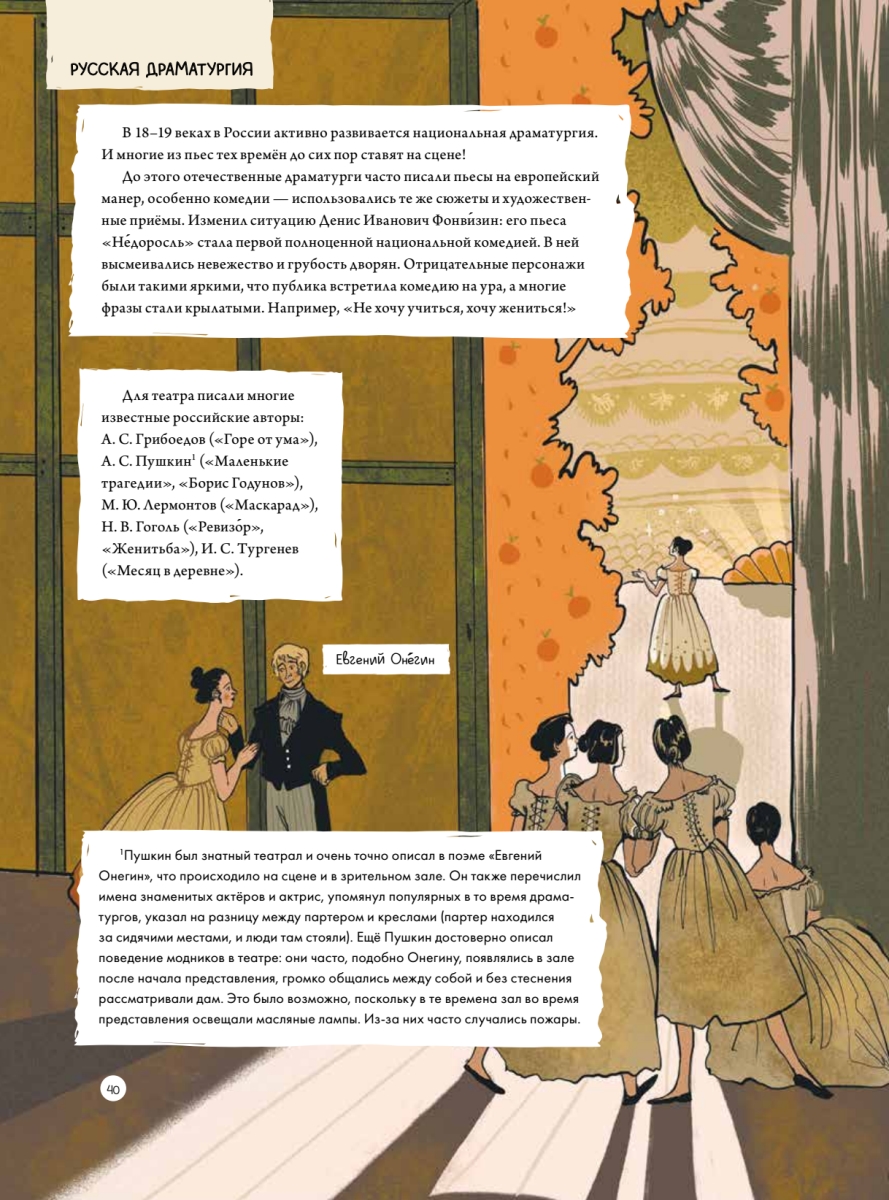 РУССКАЯ ДРАМАТУРГИЯ
В 18–19 веках в России активно развивается национальная драматургия.
И многие из пьес тех времён до сих пор ставят на сцене!
До этого отечественные драматурги часто писали пьесы на европейский
манер, особенно комедии — использовались те же сюжеты и художествен-
ные приёмы. Изменил ситуацию Денис Иванович Фонви́зин: его пьеса
«Не́доросль» стала первой полноценной национальной комедией. В ней
высмеивались невежество и грубость дворян. Отрицательные персонажи
были такими яркими, что публика встретила комедию на ура, а многие
фразы стали крылатыми. Например, «Не хочу учиться, хочу жениться!»
Для театра писали многие
известные российские авторы:
А. С. Грибоедов («Горе от ума»),
А. С. Пушкин¹ («Маленькие
трагедии», «Борис Годунов»),
М. Ю. Лермонтов («Маскарад»),
Н. В. Гоголь («Ревизо́р»,
«Женитьба»), И. С. Тургенев
(«Месяц в деревне»).
Евгений Оне́гин
¹Пушкин был знатный театрал и очень точно описал в поэме «Евгений
Онегин», что происходило на сцене и в зрительном зале. Он также перечислил
имена знаменитых актёров и актрис, упомянул популярных в то время драма-
тургов, указал на разницу между партером и креслами (партер находился
за сидячими местами, и люди там стояли). Ещё Пушкин достоверно описал
поведение модников в театре: они часто, подобно Онегину, появлялись в зале
после начала представления, громко общались между собой и без стеснения
рассматривали дам. Это было возможно, поскольку в те времена зал во время
представления освещали масляные лампы. Из-за них часто случались пожары.
40